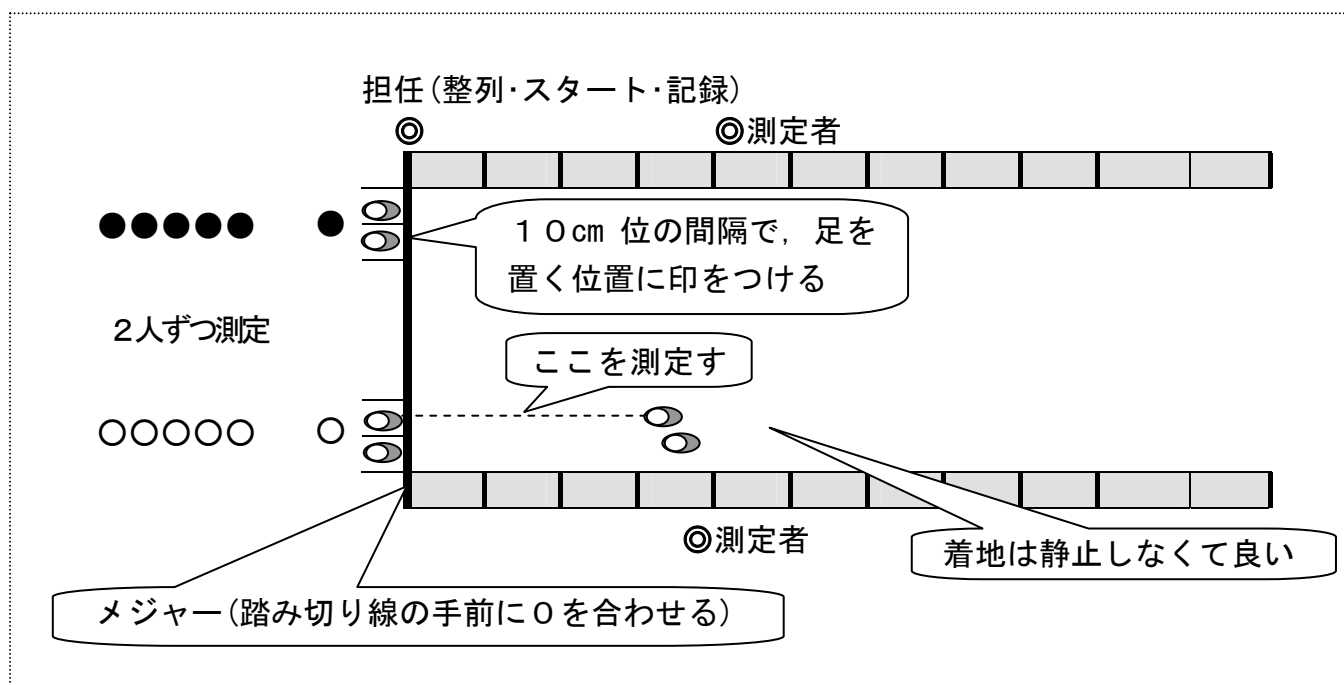 担任(整列･スタート･記録)
◎
◎測定者
１０㎝ 位の間隔で，足を
置く位置に印をつける
２人ずつ測定
ここを測定す
◎測定者
着地は静止しなくて良い
メジャー(踏み切り線の手前に０を合わせる)